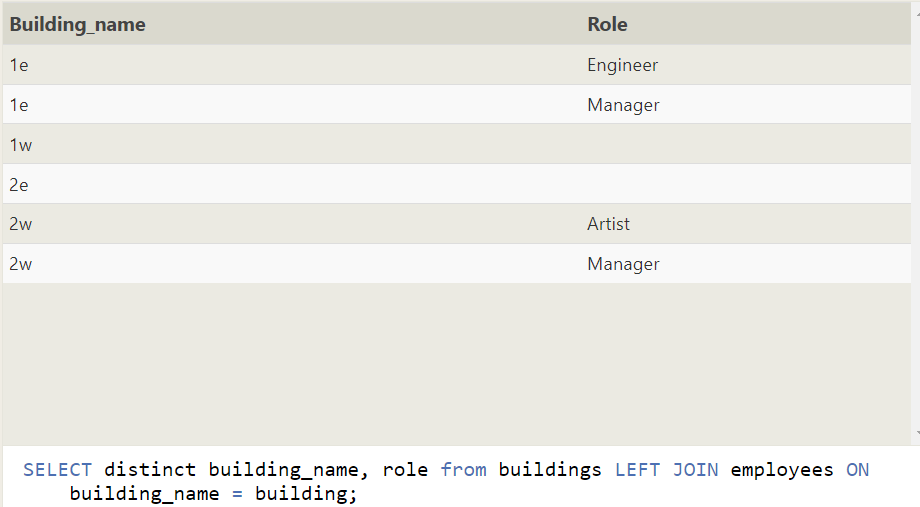 Building_name Role
1e Engineer
1e Manager
1w
2e
2w Artist
2w Manager
SELECT distinct building_name, role from buildings LEFT JOIN employees ON
building_name = building;